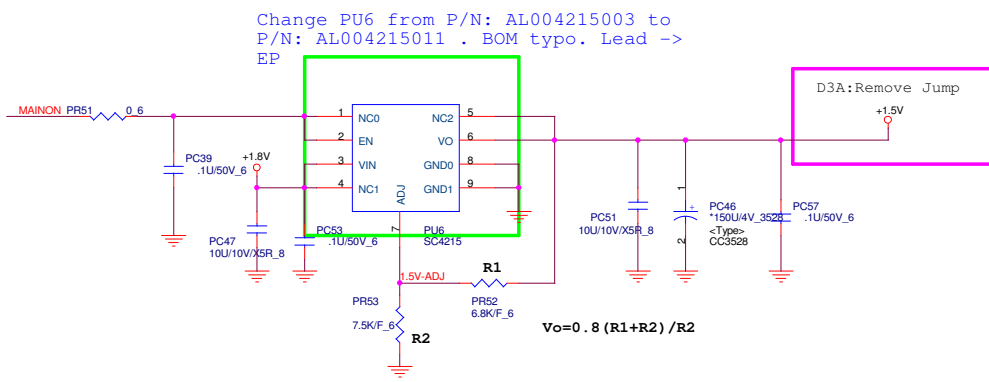 Change PU6 from P/N: AL004215003 to
P/N: AL004215011 . BOM typo. Lead ->
EP
D3A:Remove Jump
+1.5V
MAINON PR51 0_6
1 NC0 NC2 5
2 EN VO 6
3 VIN GND0 8
4 NC1 GND1 9
ADJ
7
PU6
SC4215
PC39
.1U/50V_6
+1.8V
PC47
10U/10V/X5R_8
PC53
.1U/50V_6
PC51
10U/10V/X5R_8
1
+
2
PC46
*150U/4V_3528
<Type>
CC3528
PC57
.1U/50V_6
1.5V-ADJ
R1
PR52
6.8K/F_6
PR53
7.5K/F_6
R2
Vo=0.8(R1+R2)/R2